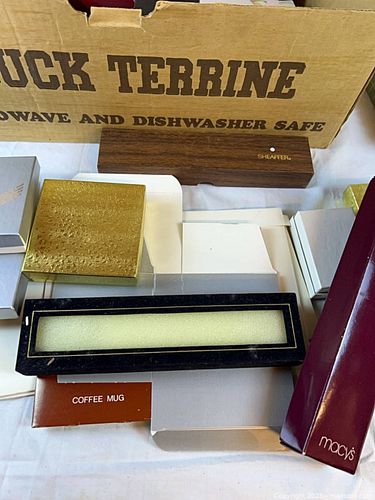 UCK TERRINE
OWAVE AND DISHWASHER SAFE
SHEAFFER
COFFEE MUG
macy's